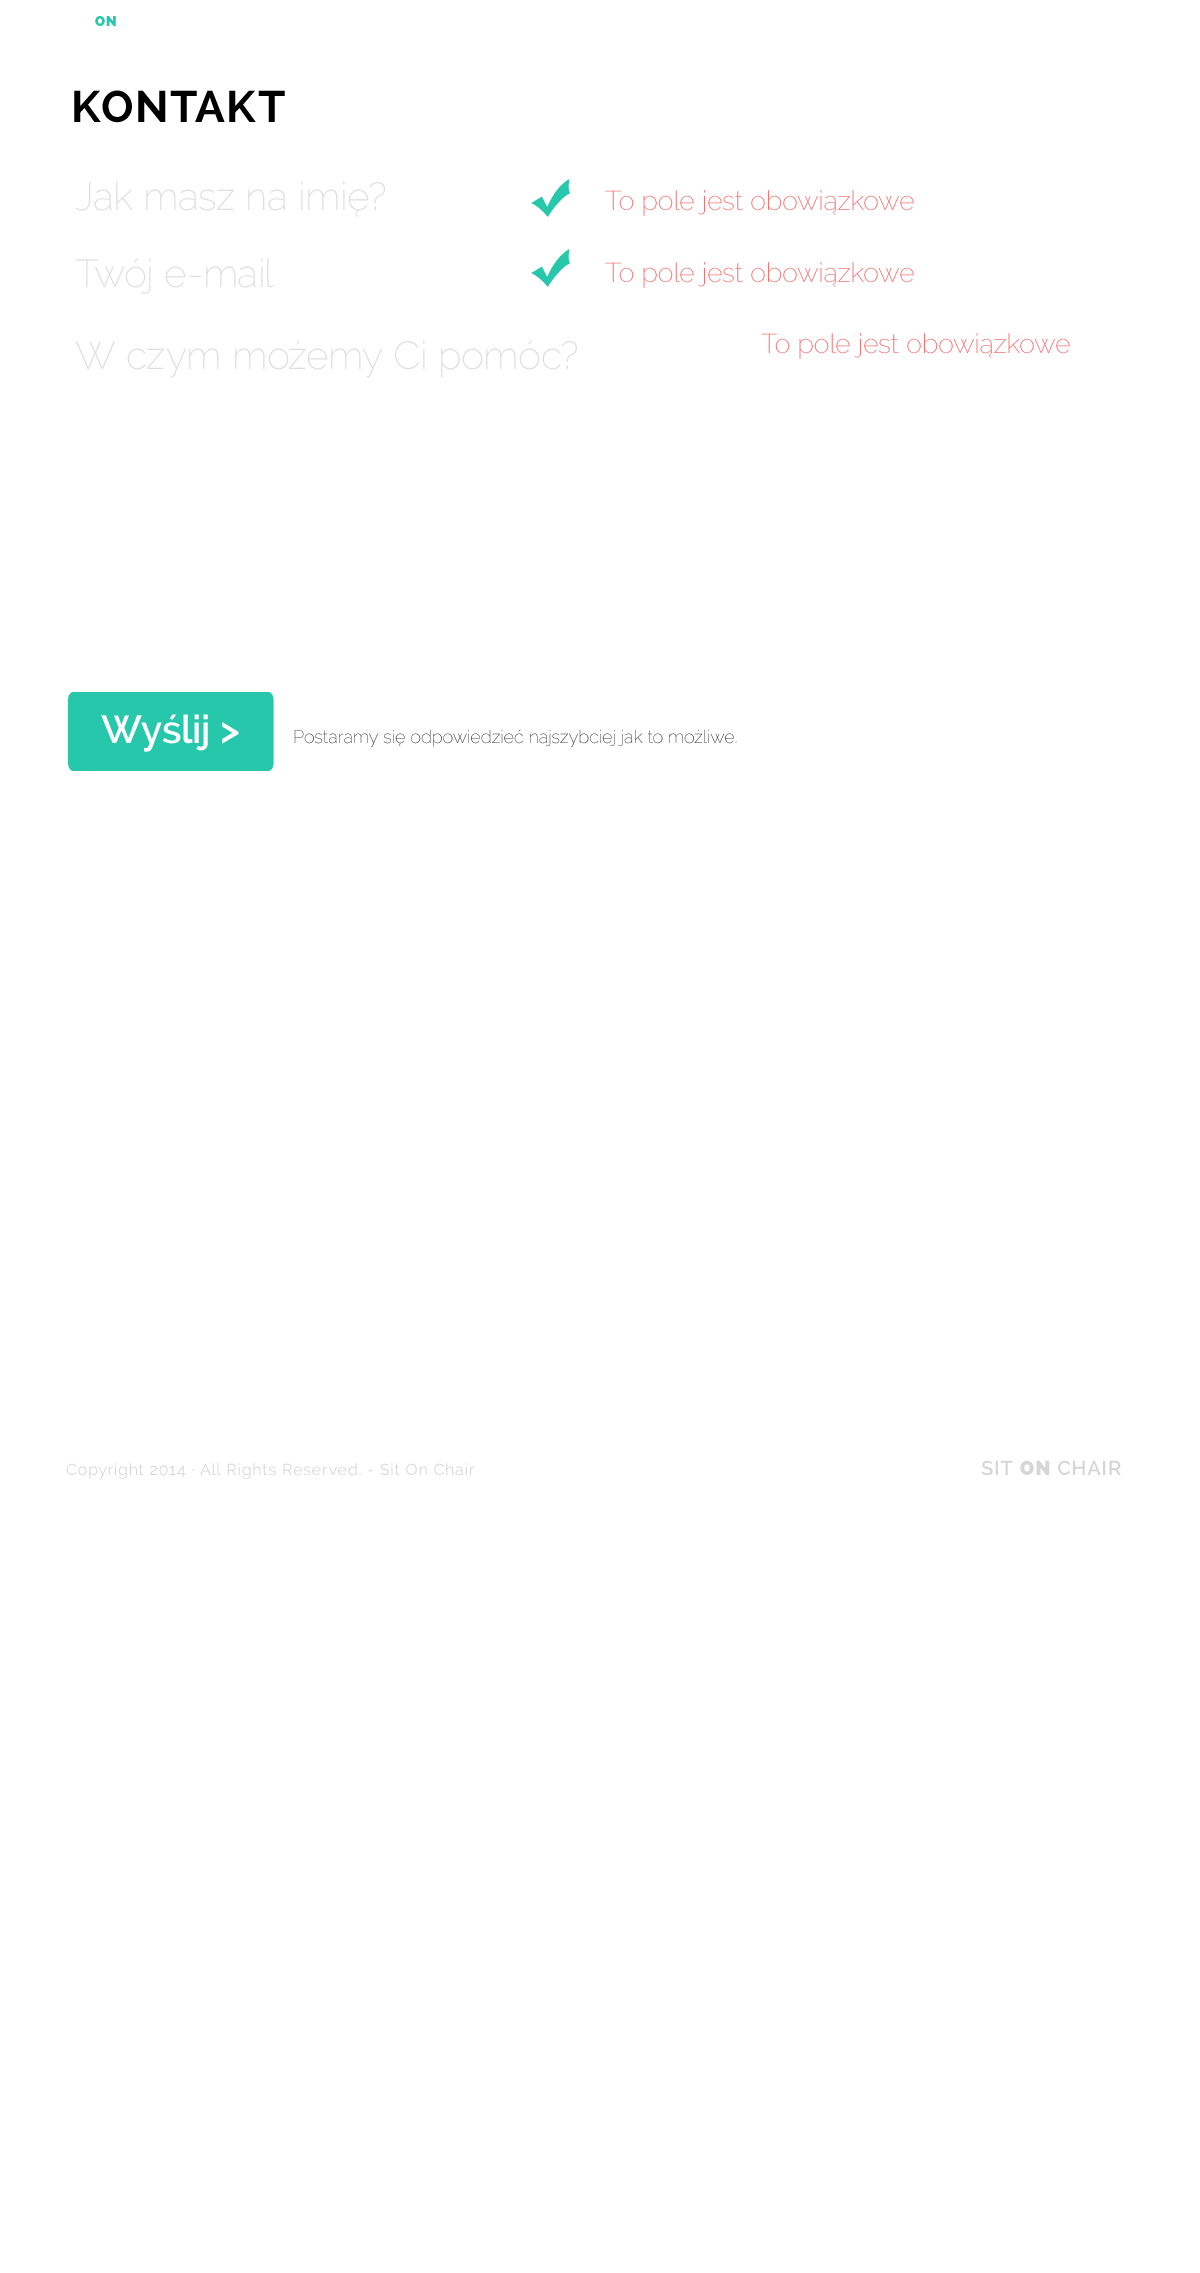 ON
KONTAKT
Jak masz na imię?
To pole jest obowiązkowe
Twój e-mail
To pole jest obowiązkowe
W czym możemy Ci pomóc?
To pole jest obowiązkowe
Wyślij >
Postaramy się odpowiedzieć najszybciej jak to możliwe.
Copyright 2014 · All Rights Reserved. - Sit On Chair
SIT ON CHAIR